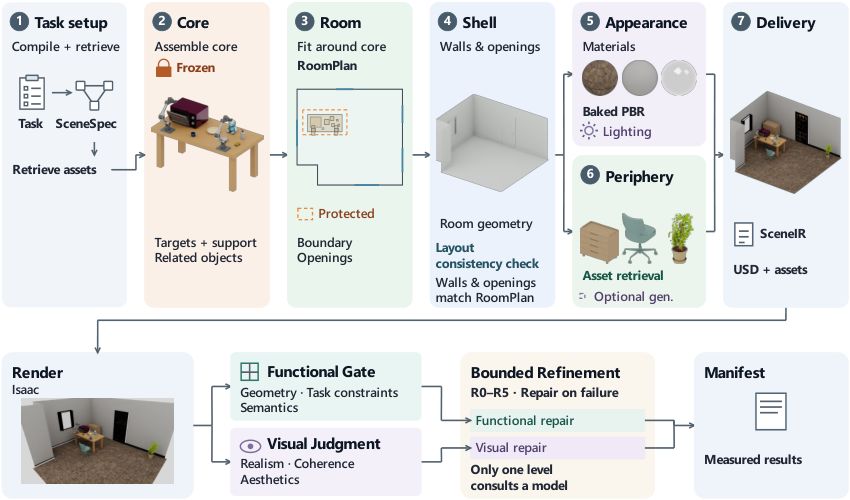 1 Task setup
Compile + retrieve
Task
SceneSpec
Retrieve assets
2 Core
Assemble core
Frozen
Targets + support
Related objects
3 Room
Fit around core
RoomPlan
Protected
Boundary
Openings
4 Shell
Walls & openings
Room geometry
Layout
consistency check
Walls & openings
match RoomPlan
5 Appearance
Materials
Baked PBR
Lighting
6 Periphery
Asset retrieval
Optional gen.
7 Delivery
SceneIR
USD + assets
Render
Isaac
Functional Gate
Geometry · Task constraints
Semantics
Visual Judgment
Realism · Coherence
Aesthetics
Bounded Refinement
R0–R5 · Repair on failure
Functional repair
Visual repair
Only one level
consults a model
Manifest
Measured results